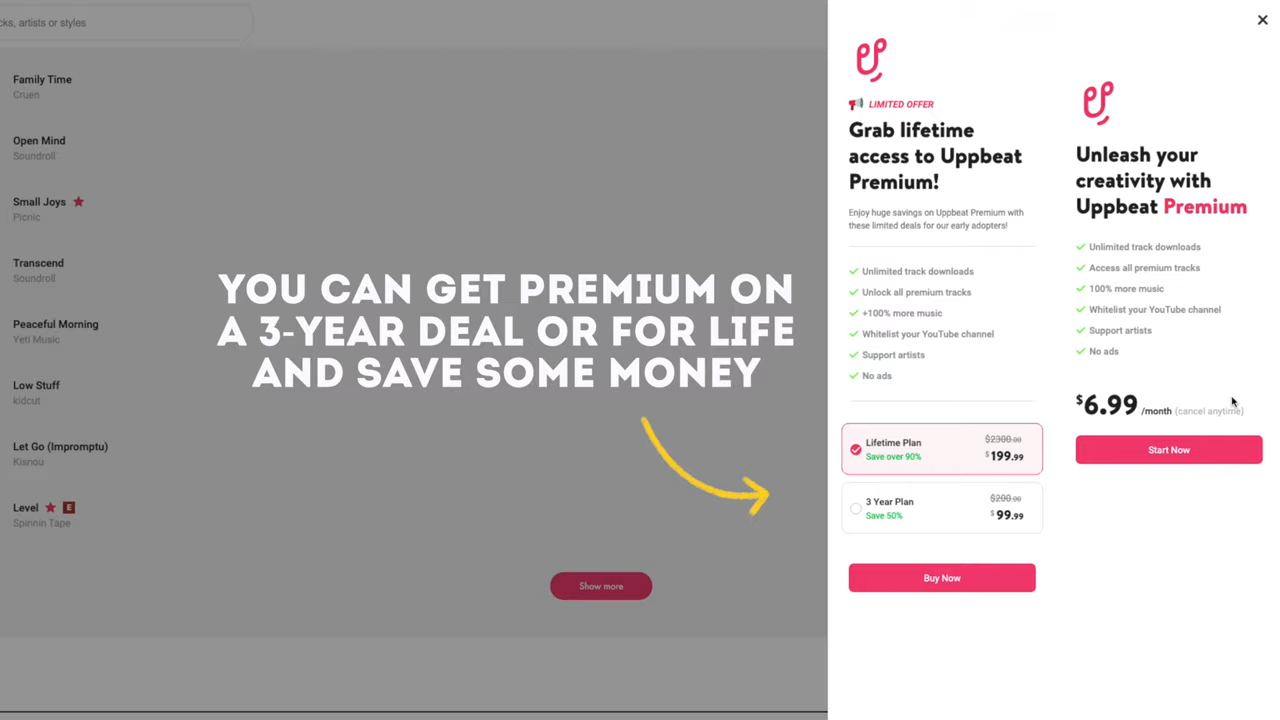 cks, artists or styles
Family Time
Cruen
Open Mind
Soundroll
Small Joys
Picnic
Transcend
Soundroll
Peaceful Morning
Yeti Music
Low Stuff
kidcut
Let Go (Impromptu)
Kisnou
Level E
Spinnin Tape
YOU CAN GET PREMIUM ON
A 3-YEAR DEAL OR FOR LIFE
AND SAVE SOME MONEY
Show more
LIMITED OFFER
Grab lifetime
access to Uppbeat
Premium!
Enjoy huge savings on Uppbeat Premium with
these limited deals for our early adopters!
Unlimited track downloads
Unlock all premium tracks
+100% more music
Whitelist your YouTube channel
Support artists
No ads
Lifetime Plan $2300.00
Save over 90% $199.99
3 Year Plan $200.00
Save 50% $99.99
Buy Now
Unleash your
creativity with
Uppbeat Premium
Unlimited track downloads
Access all premium tracks
100% more music
Whitelist your YouTube channel
Support artists
No ads
$6.99 /month (cancel anytime)
Start Now